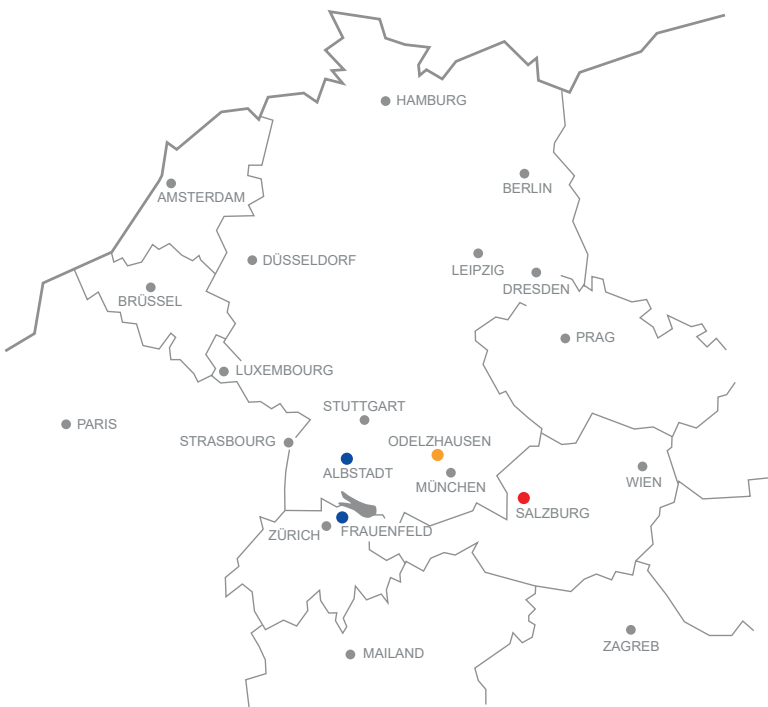 HAMBURG
BERLIN
AMSTERDAM
DÜSSELDORF
LEIPZIG
DRESDEN
BRÜSSEL
PRAG
LUXEMBOURG
STUTTGART
PARIS
STRASBOURG
ODELZHAUSEN
ALBSTADT
MÜNCHEN
WIEN
SALZBURG
ZÜRICH
FRAUENFELD
ZAGREB
MAILAND